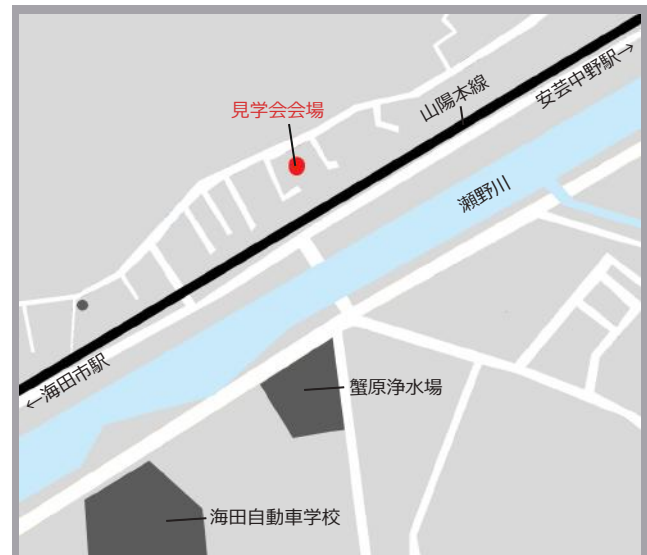 安芸中野駅→
山陽本線
見学会会場
瀬野川
←海田市駅
蟹原浄水場
海田自動車学校